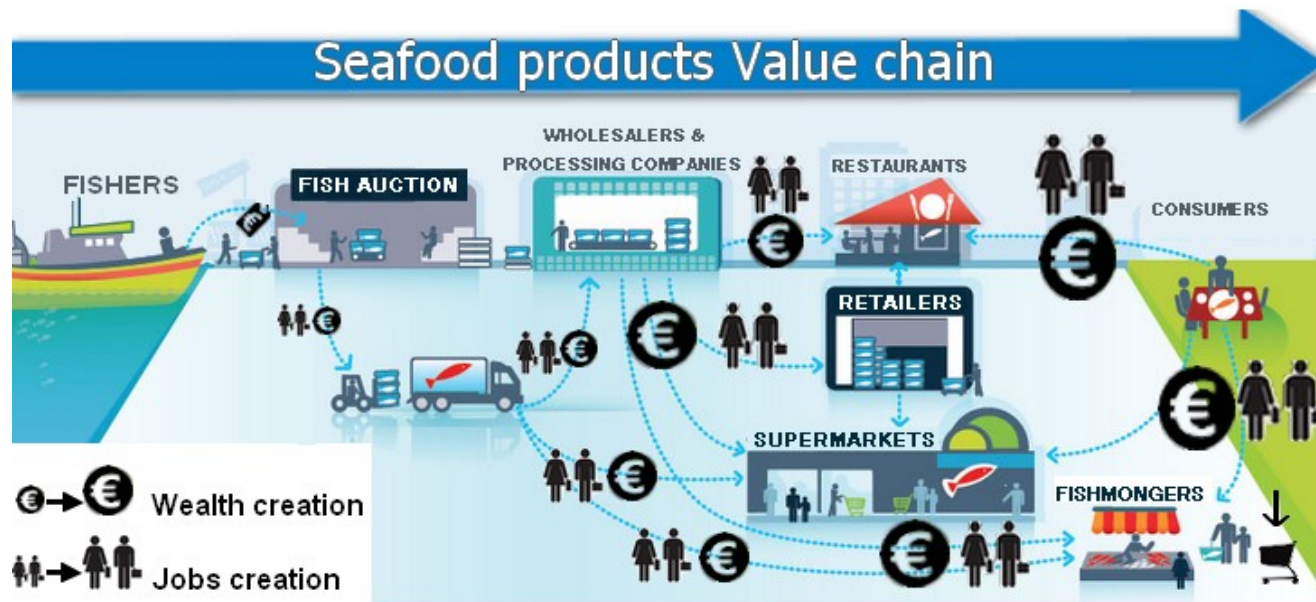 Seafood products Value chain
FISHERS
FISH AUCTION
WHOLESALERS &
PROCESSING COMPANIES
RESTAURANTS
CONSUMERS
RETAILERS
SUPERMARKETS
FISHMONGERS
€ € Wealth creation
Jobs creation
€
€
€
€
€
€
€
€
€
€